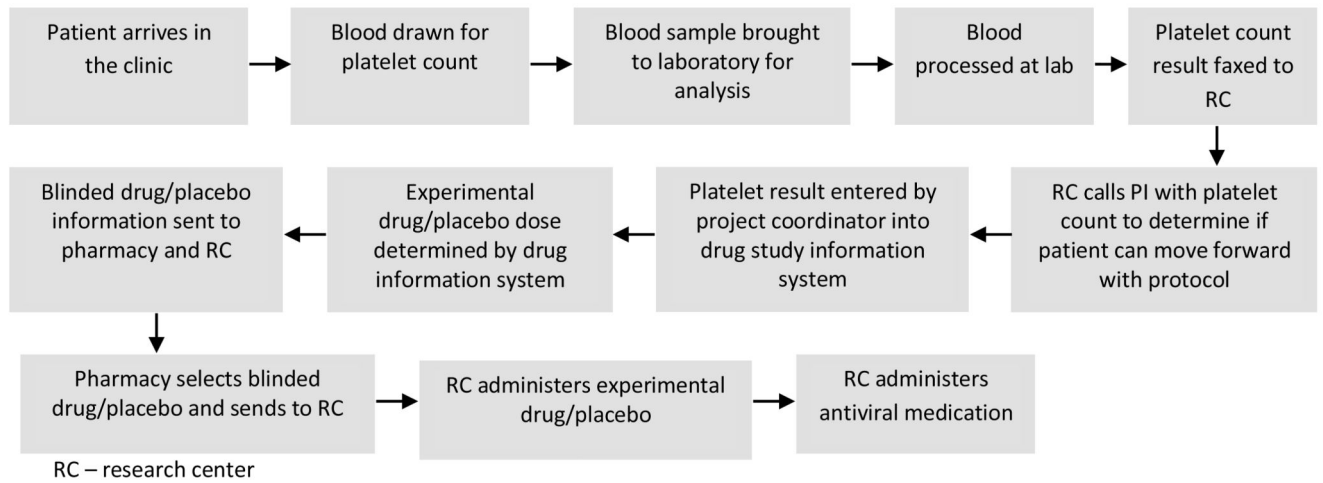 Patient arrives in
the clinic
Blood drawn for
platelet count
Blood sample brought
to laboratory for
analysis
Blood
processed at lab
Platelet count
result faxed to
RC
RC calls PI with platelet
count to determine if
patient can move forward
with protocol
Platelet result entered by
project coordinator into
drug study information
system
Experimental
drug/placebo dose
determined by drug
information system
Blinded drug/placebo
information sent to
pharmacy and RC
Pharmacy selects blinded
drug/placebo and sends to RC
RC administers experimental
drug/placebo
RC administers
antiviral medication
RC – research center